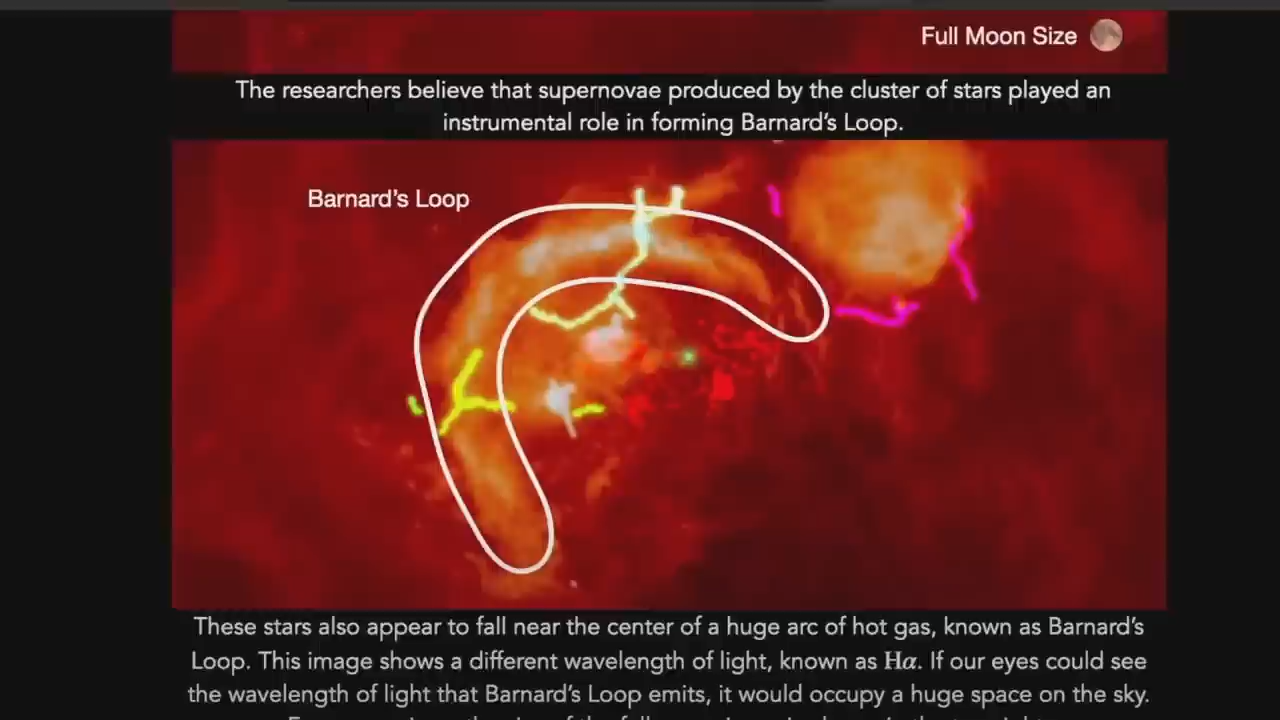 Full Moon Size
The researchers believe that supernovae produced by the cluster of stars played an
instrumental role in forming Barnard's Loop.
Barnard's Loop
These stars also appear to fall near the center of a huge arc of hot gas, known as Barnard's
Loop. This image shows a different wavelength of light, known as Hα. If our eyes could see
the wavelength of light that Barnard's Loop emits, it would occupy a huge space on the sky.